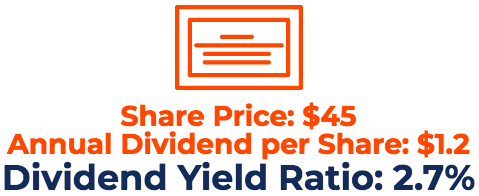 Share Price: $45
Annual Dividend per Share: $1.2
Dividend Yield Ratio: 2.7%